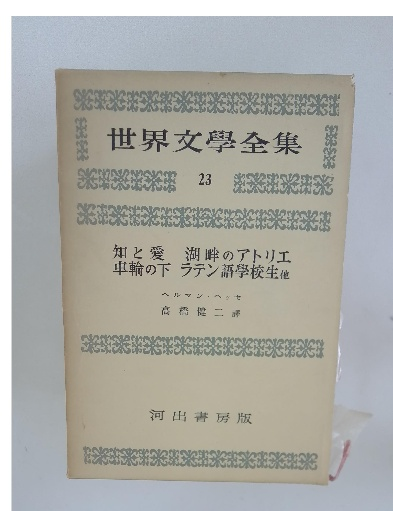 世界文學全集
23
知と愛 湖畔のアトリエ
車輪の下 ラテン語學校生他
ヘルマン・ヘッセ
高橋健二譯
河出書房版